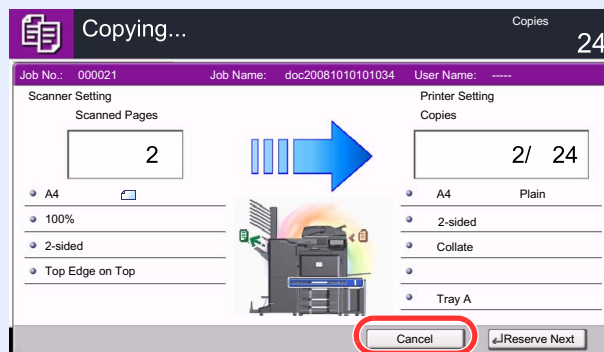 Copying...
Copies
24
Job No.: 000021 Job Name: doc20081010101034 User Name: -----
Scanner Setting
Scanned Pages
2
A4
100%
2-sided
Top Edge on Top
1
Printer Setting
Copies
2/ 24
A4 Plain
2-sided
Collate
Tray A
Cancel
Reserve Next